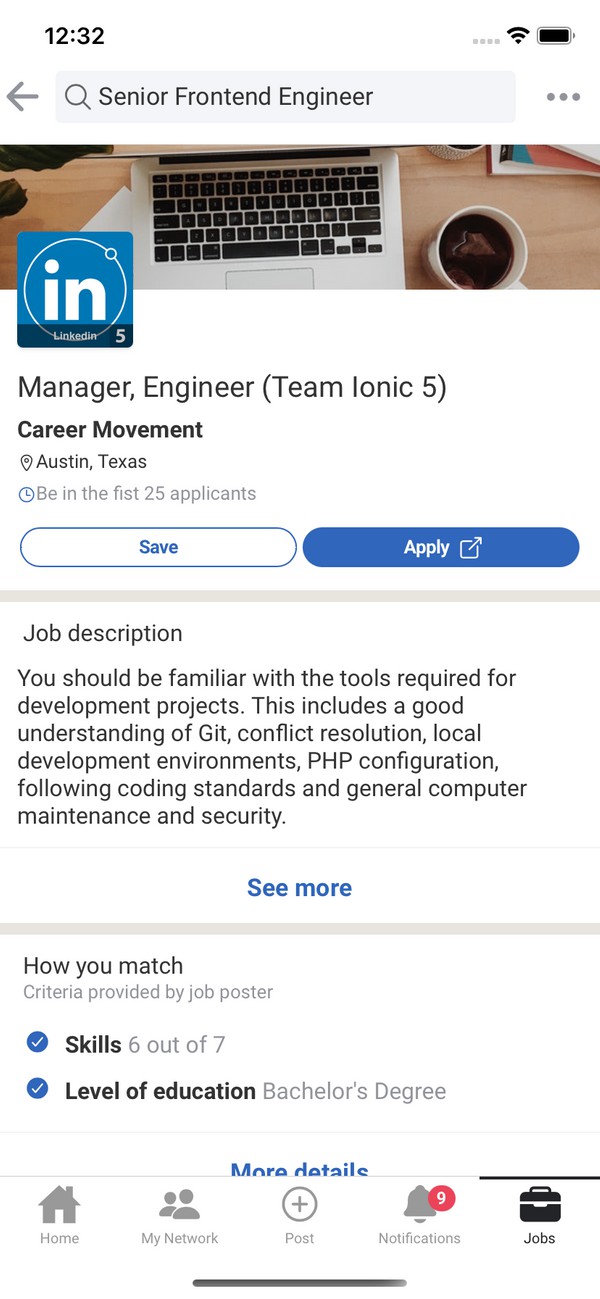 12:32
Senior Frontend Engineer
in
Linkedin 5
Manager, Engineer (Team Ionic 5)
Career Movement
Austin, Texas
Be in the fist 25 applicants
Save
Apply
Job description
You should be familiar with the tools required for
development projects. This includes a good
understanding of Git, conflict resolution, local
development environments, PHP configuration,
following coding standards and general computer
maintenance and security.
See more
How you match
Criteria provided by job poster
Skills 6 out of 7
Level of education Bachelor's Degree
More details
9
Home
My Network
Post
Notifications
Jobs